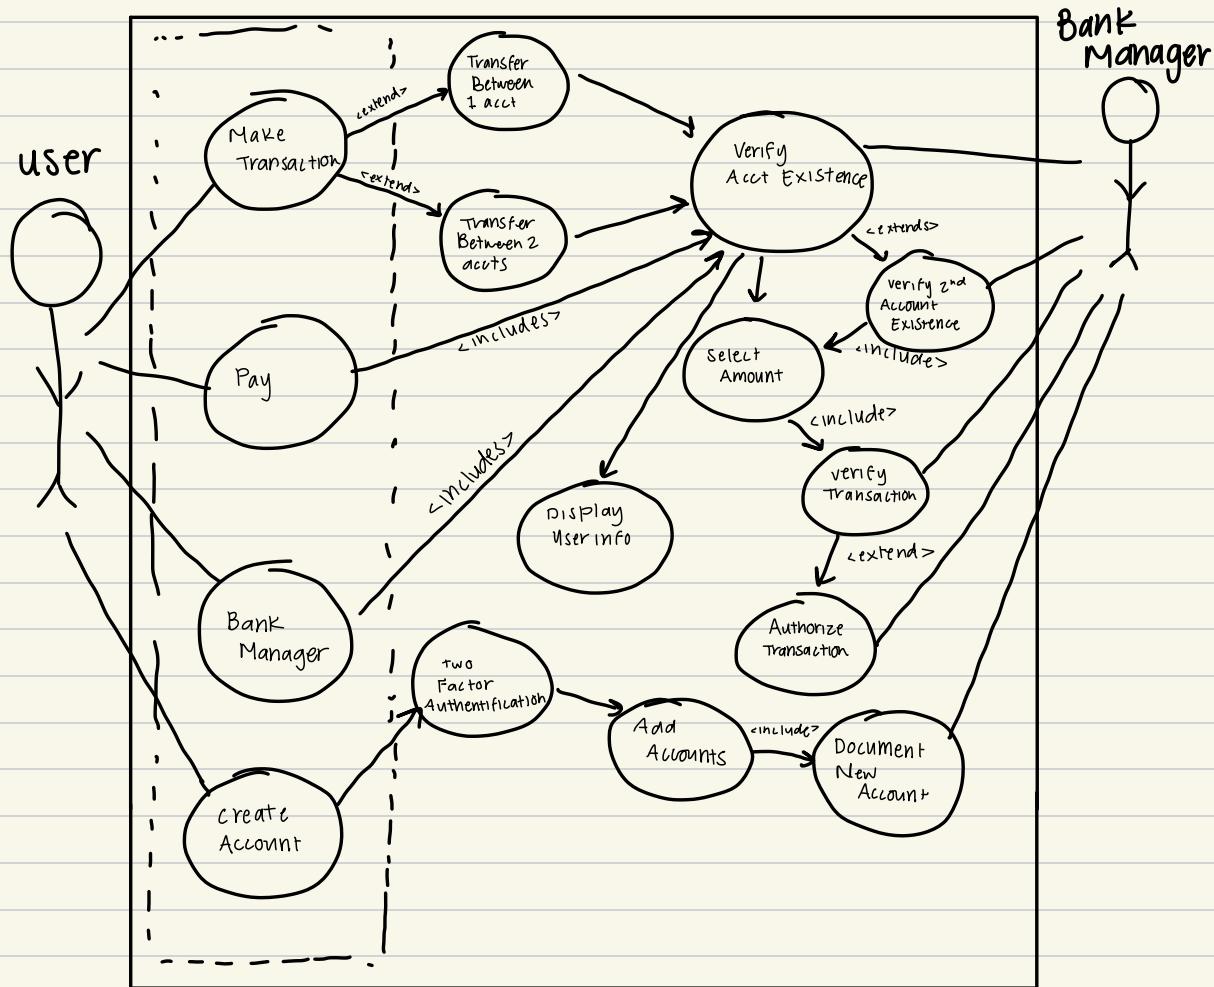 Bank
Manager
user
Make
Transaction
<extend>
<extend>
Transfer
Between
1 acct
Transfer
Between 2
accts
Verify
Acct Existence
<extends>
Verify 2nd
Account
Existence
<include>
Pay
<includes>
Select
Amount
<include>
Verify
Transaction
<extend>
Authorize
Transaction
<includes>
Display
User info
Bank
Manager
Two
Factor
Authentification
Add
Accounts
<include>
Document
New
Account
Create
Account